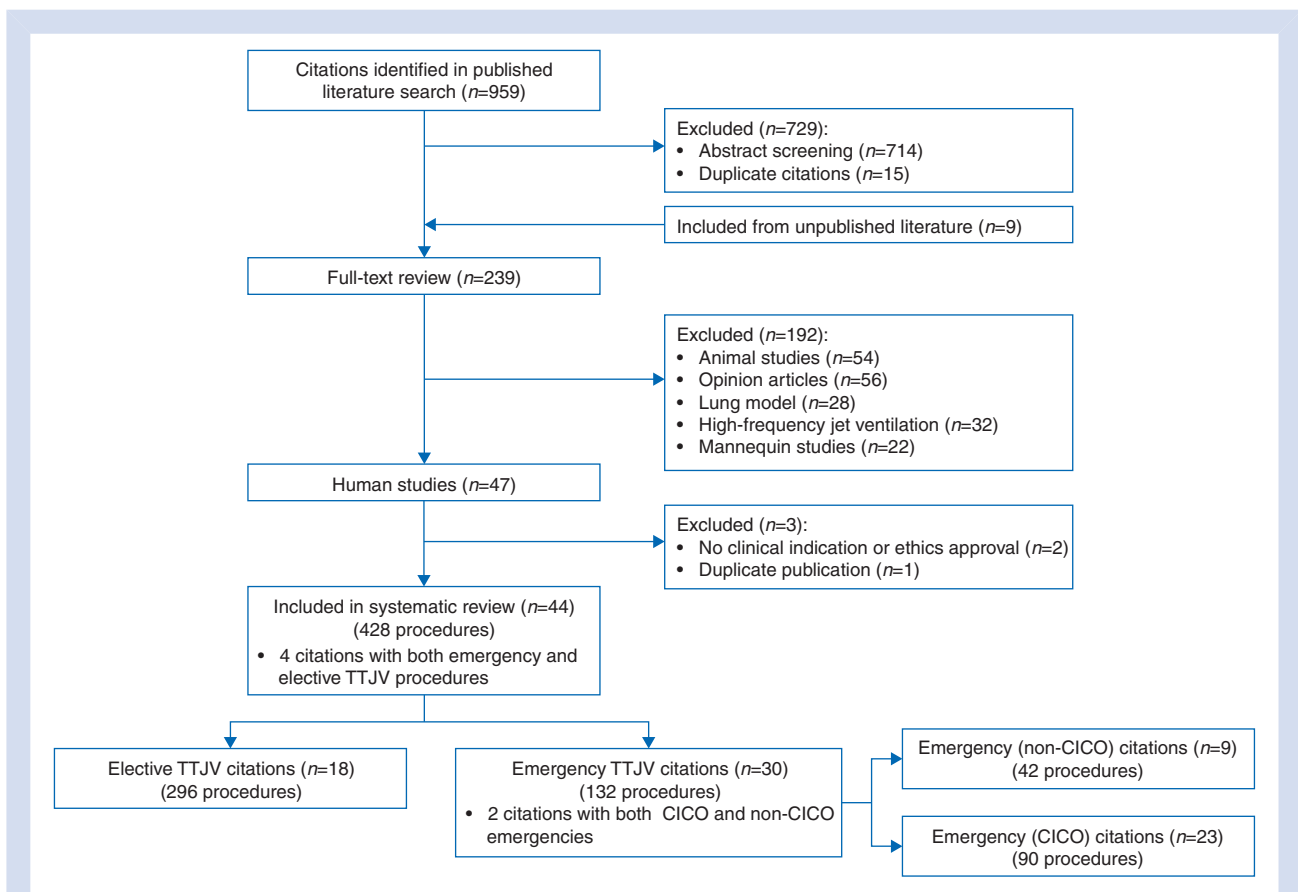 Citations identified in published
literature search (n=959)
Excluded (n=729):
• Abstract screening (n=714)
• Duplicate citations (n=15)
Included from unpublished literature (n=9)
Full-text review (n=239)
Excluded (n=192):
• Animal studies (n=54)
• Opinion articles (n=56)
• Lung model (n=28)
• High-frequency jet ventilation (n=32)
• Mannequin studies (n=22)
Human studies (n=47)
Excluded (n=3):
• No clinical indication or ethics approval (n=2)
• Duplicate publication (n=1)
Included in systematic review (n=44)
(428 procedures)
• 4 citations with both emergency and
elective TTJV procedures
Elective TTJV citations (n=18)
(296 procedures)
Emergency TTJV citations (n=30)
(132 procedures)
• 2 citations with both CICO and non-CICO
emergencies
Emergency (non-CICO) citations (n=9)
(42 procedures)
Emergency (CICO) citations (n=23)
(90 procedures)